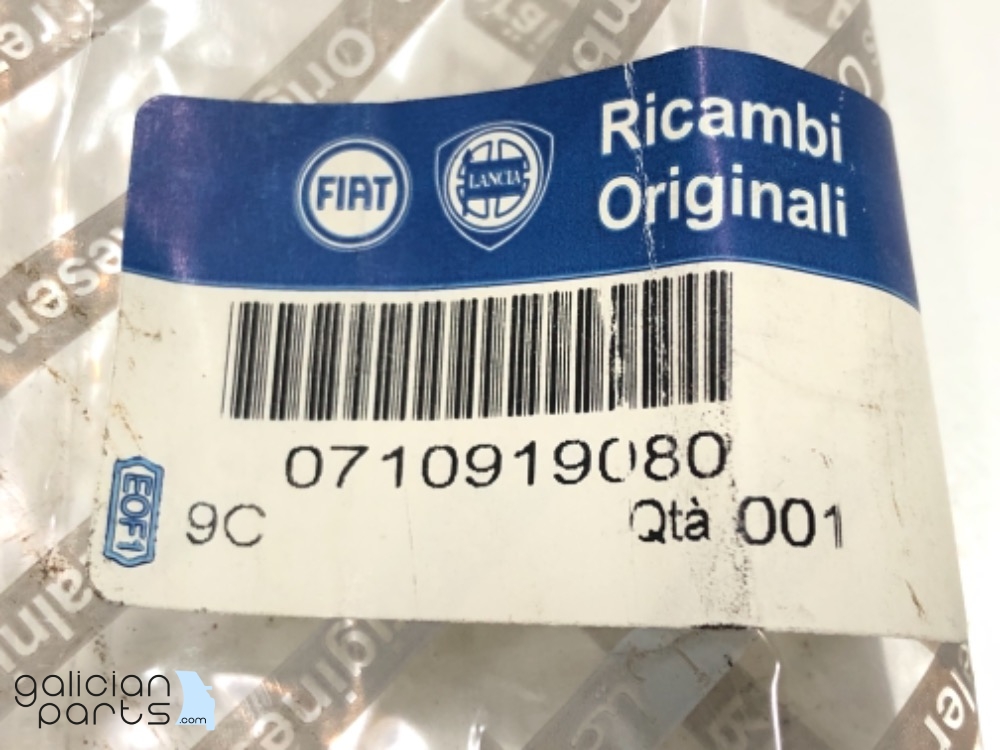 FIAT
LANCIA
Ricambi
Originali
0710919080
EOF1
9C
Qtà 001
galician
parts.com